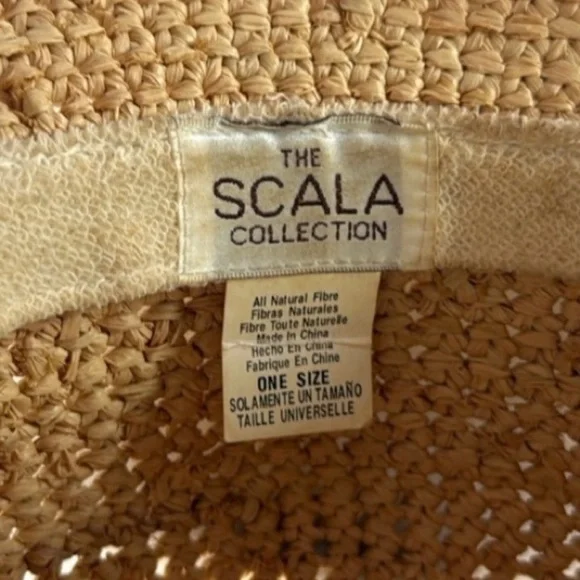 THE
SCALA
COLLECTION
All Natural Fibre
Fibras Naturales
Fibre Toute Naturelle
Made in China
Hecho En China
Fabrique En Chine
ONE SIZE
SOLAMENTE UN TAMAÑO
TAILLE UNIVERSELLE